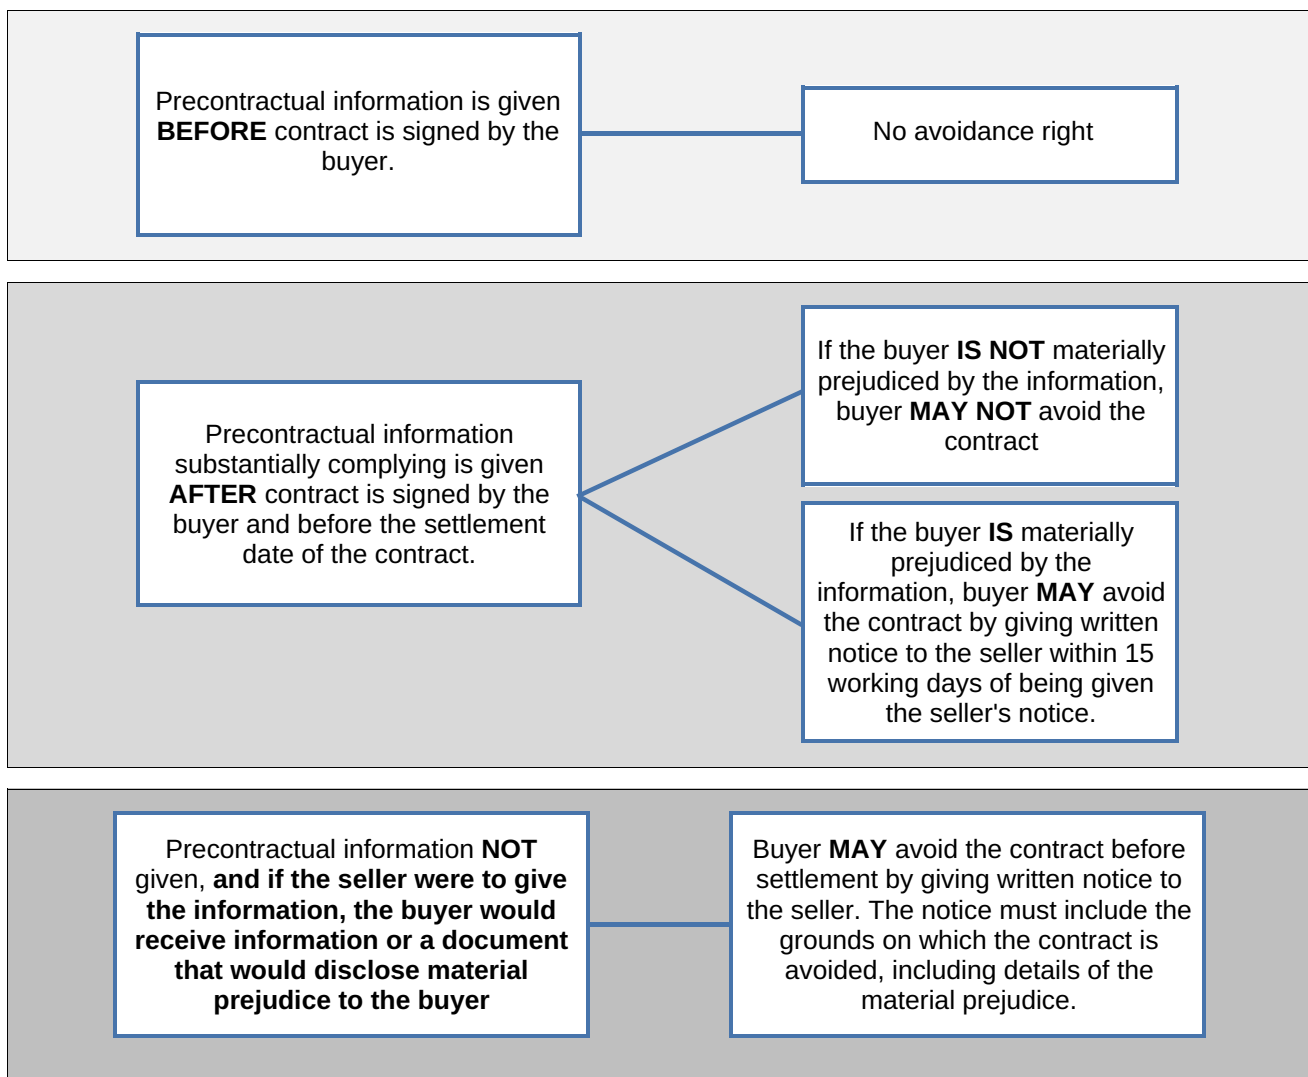 Precontractual information is given
BEFORE contract is signed by the
buyer.
No avoidance right
Precontractual information
substantially complying is given
AFTER contract is signed by the
buyer and before the settlement
date of the contract.
If the buyer IS NOT materially
prejudiced by the information,
buyer MAY NOT avoid the
contract
If the buyer IS materially
prejudiced by the
information, buyer MAY avoid
the contract by giving written
notice to the seller within 15
working days of being given
the seller's notice.
Precontractual information NOT
given, and if the seller were to give
the information, the buyer would
receive information or a document
that would disclose material
prejudice to the buyer
Buyer MAY avoid the contract before
settlement by giving written notice to
the seller. The notice must include the
grounds on which the contract is
avoided, including details of the
material prejudice.